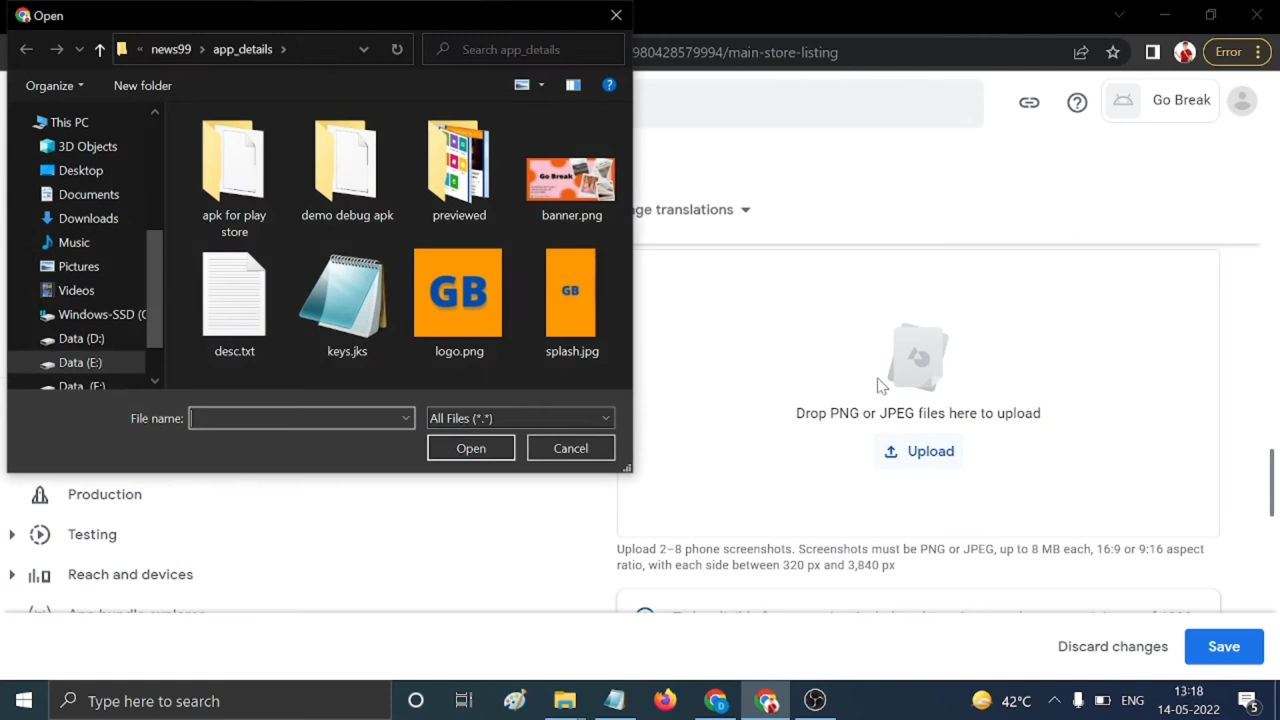 Open
« news99 › app_details ›
Search app_details
980428579994/main-store-listing
Error
Organize
New folder
Go Break
This PC
3D Objects
Desktop
Documents
Downloads
Music
Pictures
Videos
Windows-SSD (C
Data (D:)
Data (E:)
Data (F:)
apk for play
store
demo debug apk
previewed
Go Break
banner.png
desc.txt
keys.jks
GB
logo.png
GB
splash.jpg
ge translations
File name:
All Files (*.*)
Open
Cancel
Drop PNG or JPEG files here to upload
Upload
Production
Testing
Reach and devices
Upload 2–8 phone screenshots. Screenshots must be PNG or JPEG, up to 8 MB each, 16:9 or 9:16 aspect
ratio, with each side between 320 px and 3,840 px
Discard changes
Save
Type here to search
42°C
ENG
13:18
14-05-2022
5